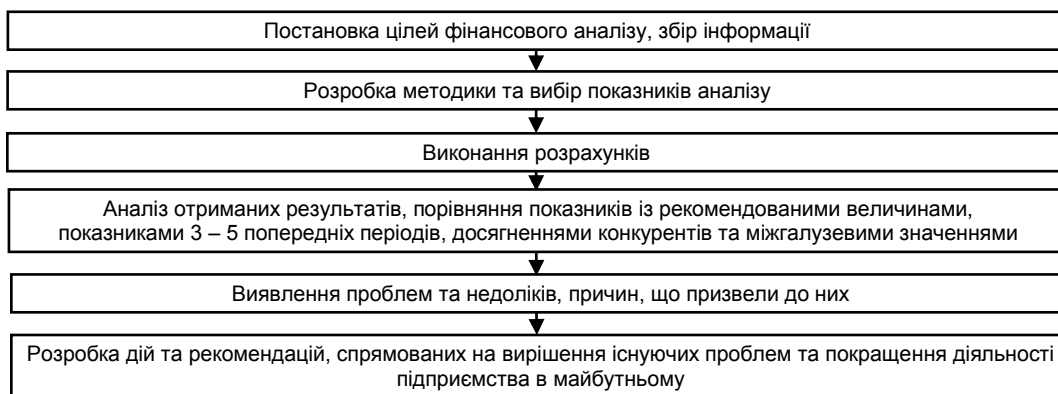 Постановка цілей фінансового аналізу, збір інформації
Розробка методики та вибір показників аналізу
Виконання розрахунків
Аналіз отриманих результатів, порівняння показників із рекомендованими величинами,
показниками 3 – 5 попередніх періодів, досягненнями конкурентів та міжгалузевими значеннями
Виявлення проблем та недоліків, причин, що призвели до них
Розробка дій та рекомендацій, спрямованих на вирішення існуючих проблем та покращення діяльності
підприємства в майбутньому